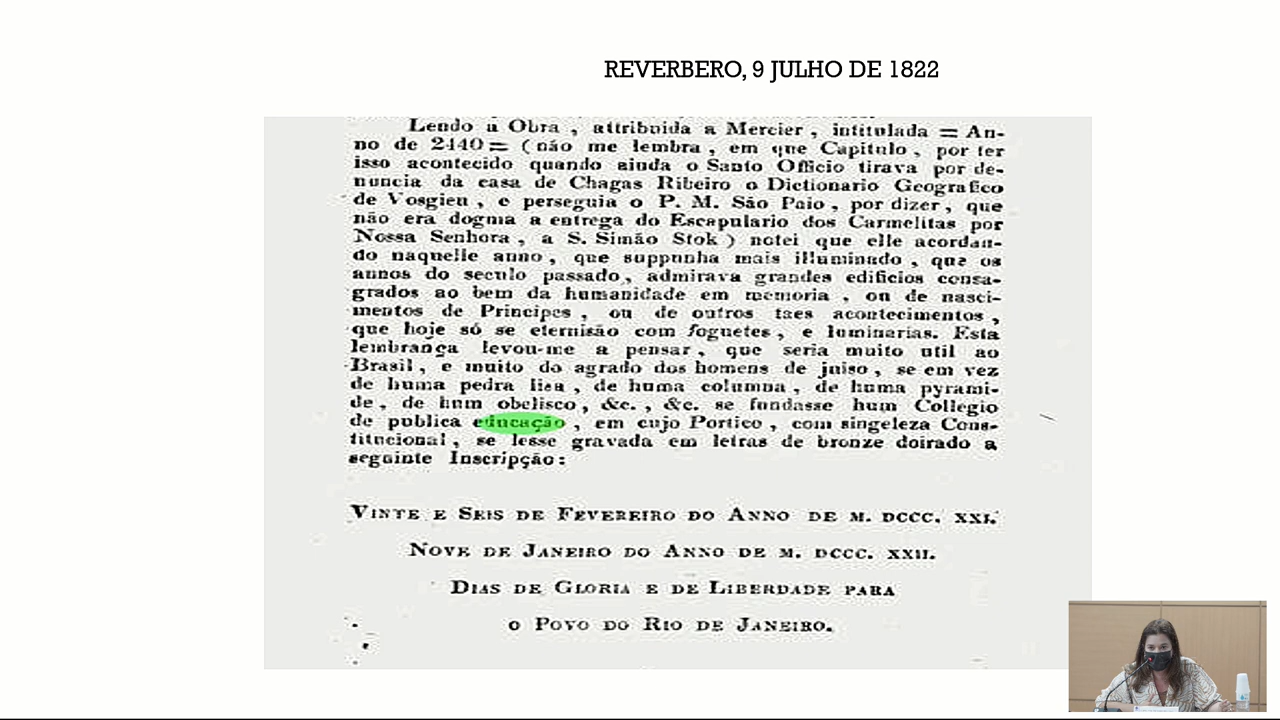 REVERBERO, 9 JULHO DE 1822
Lendo a Obra , attribuida a Mercier , intitulada = An-
no de 2440 = ( não me lembra , em que Capitulo , por ter
isso acontecido quando ainda o Santo Officio tirava por de-
nuncia da casa de Chagas Ribeiro o Dictionario Geografico
de Vosgien , e perseguia o P. M. São Paio , por dizer , que
não era dogma a entrega do Escapulario dos Carmelitas por
Nossa Senhora , a S. Simão Stok ) notei que elle acordan-
do naquelle anno , que suppunha mais illuminado , que os
annos do seculo passado , admirava grandes edificios consa-
grados ao bem da humanidade em memoria , ou de nasci-
mentos de Principes , ou de outros taes acontecimentos ,
que hoje só se eternisão com foguetes , e luminarias. Esta
lembrança levou-me a pensar , que seria muito util ao
Brasil , e muito do agrado dos homens de juiso , se em vez
de huma pedra lisa , de huma columna , de huma pyrami-
de , de hum obelisco , &c. , &c. se fundasse hum Collegio
de publica educação , em cujo Portico , com singeleza Cons-
titucional , se lesse gravada em letras de bronze doirado a
seguinte Inscripção :
VINTE E SEIS DE FEVEREIRO DO ANNO DE M. DCCC. XXI.
NOVE DE JANEIRO DO ANNO DE M. DCCC. XXII.
DIAS DE GLORIA E DE LIBERDADE PARA
O POVO DO RIO DE JANEIRO.